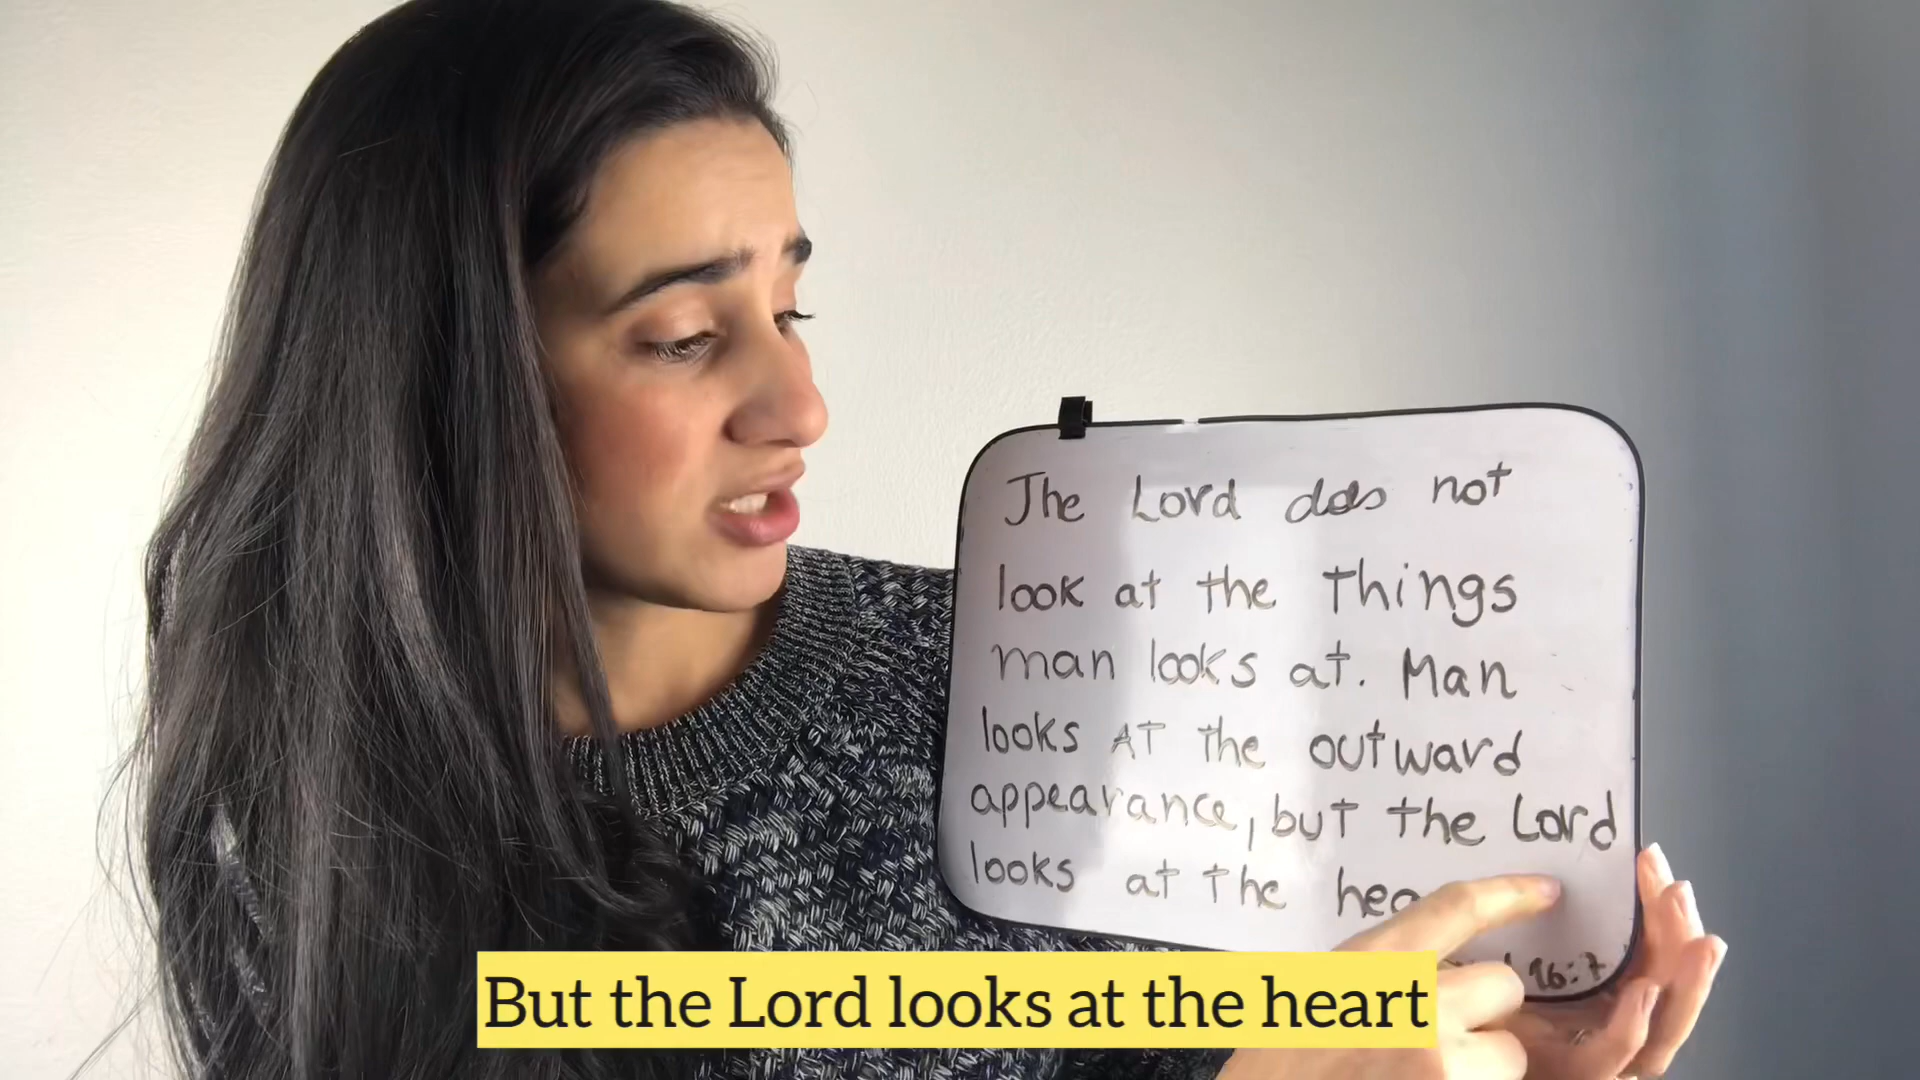 The Lord does not
look at the things
man looks at. Man
looks AT the outward
appearance, but the Lord
looks at the
16:7
But the Lord looks at the heart